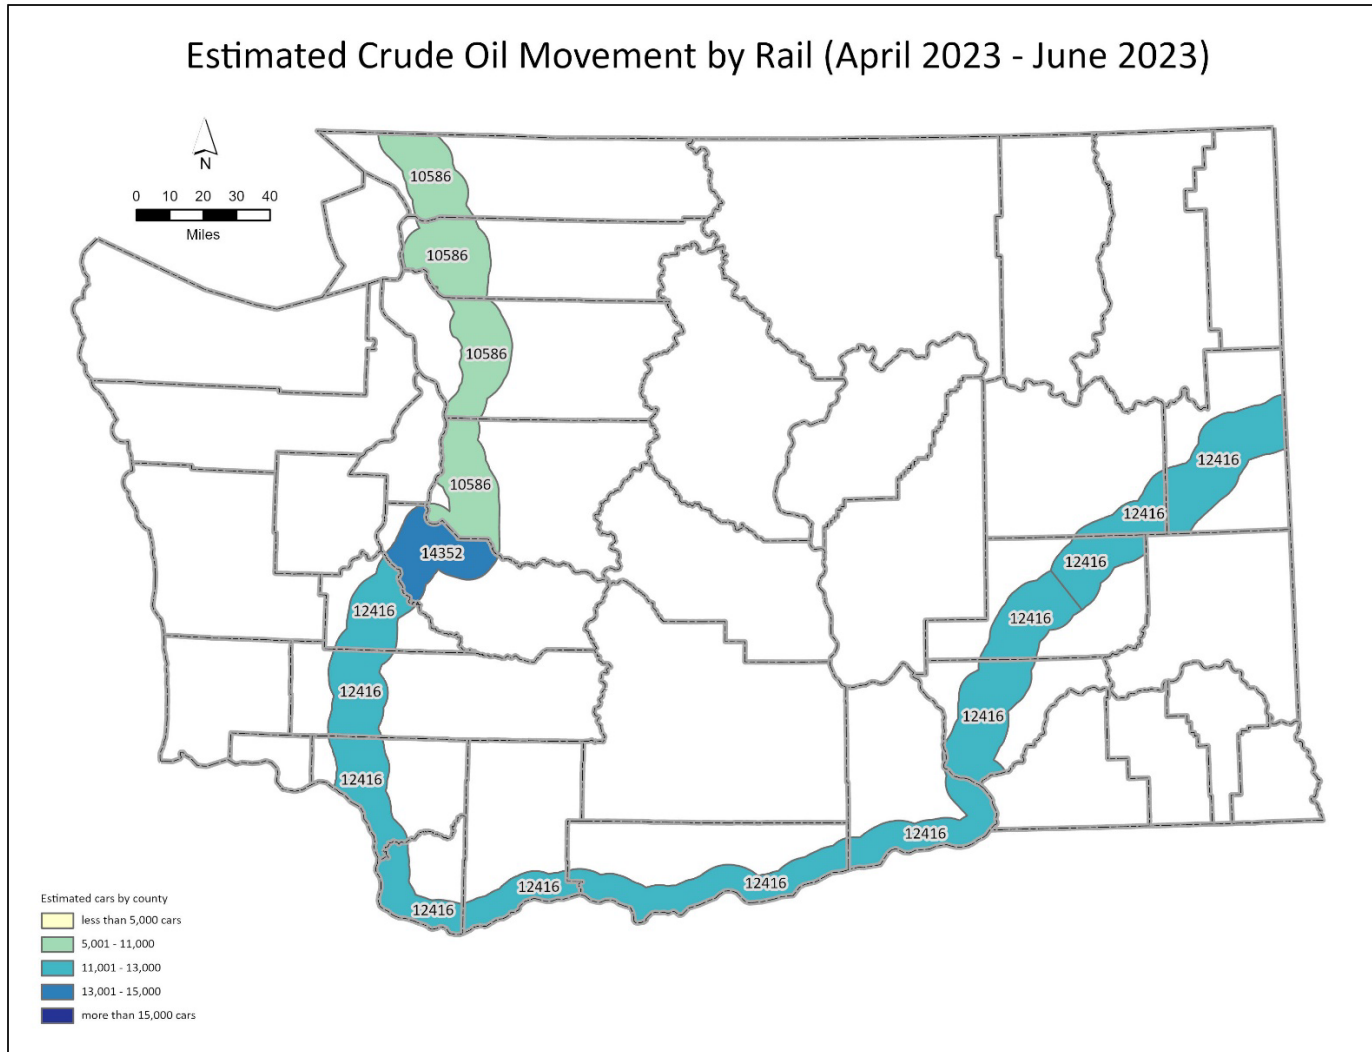 Estimated Crude Oil Movement by Rail (April 2023 - June 2023)
N
0 10 20 30 40
Miles
10586
10586
10586
10586
14352
12416
12416
12416
12416
12416
12416
12416
12416
12416
12416
12416
12416
Estimated cars by county
less than 5,000 cars
5,001 - 11,000
11,001 - 13,000
13,001 - 15,000
more than 15,000 cars